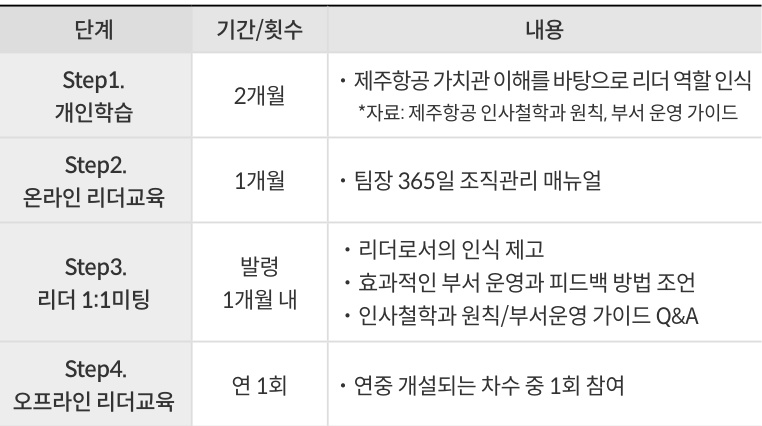 단계
기간/횟수
내용
Step1.
개인학습
2개월
· 제주항공 가치관 이해를 바탕으로 리더 역할 인식
*자료: 제주항공 인사철학과 원칙, 부서 운영 가이드
Step2.
온라인 리더교육
1개월
· 팀장 365일 조직관리 매뉴얼
Step3.
리더 1:1미팅
발령
1개월 내
· 리더로서의 인식 제고
· 효과적인 부서 운영과 피드백 방법 조언
· 인사철학과 원칙/부서운영 가이드 Q&A
Step4.
오프라인 리더교육
연 1회
· 연중 개설되는 차수 중 1회 참여